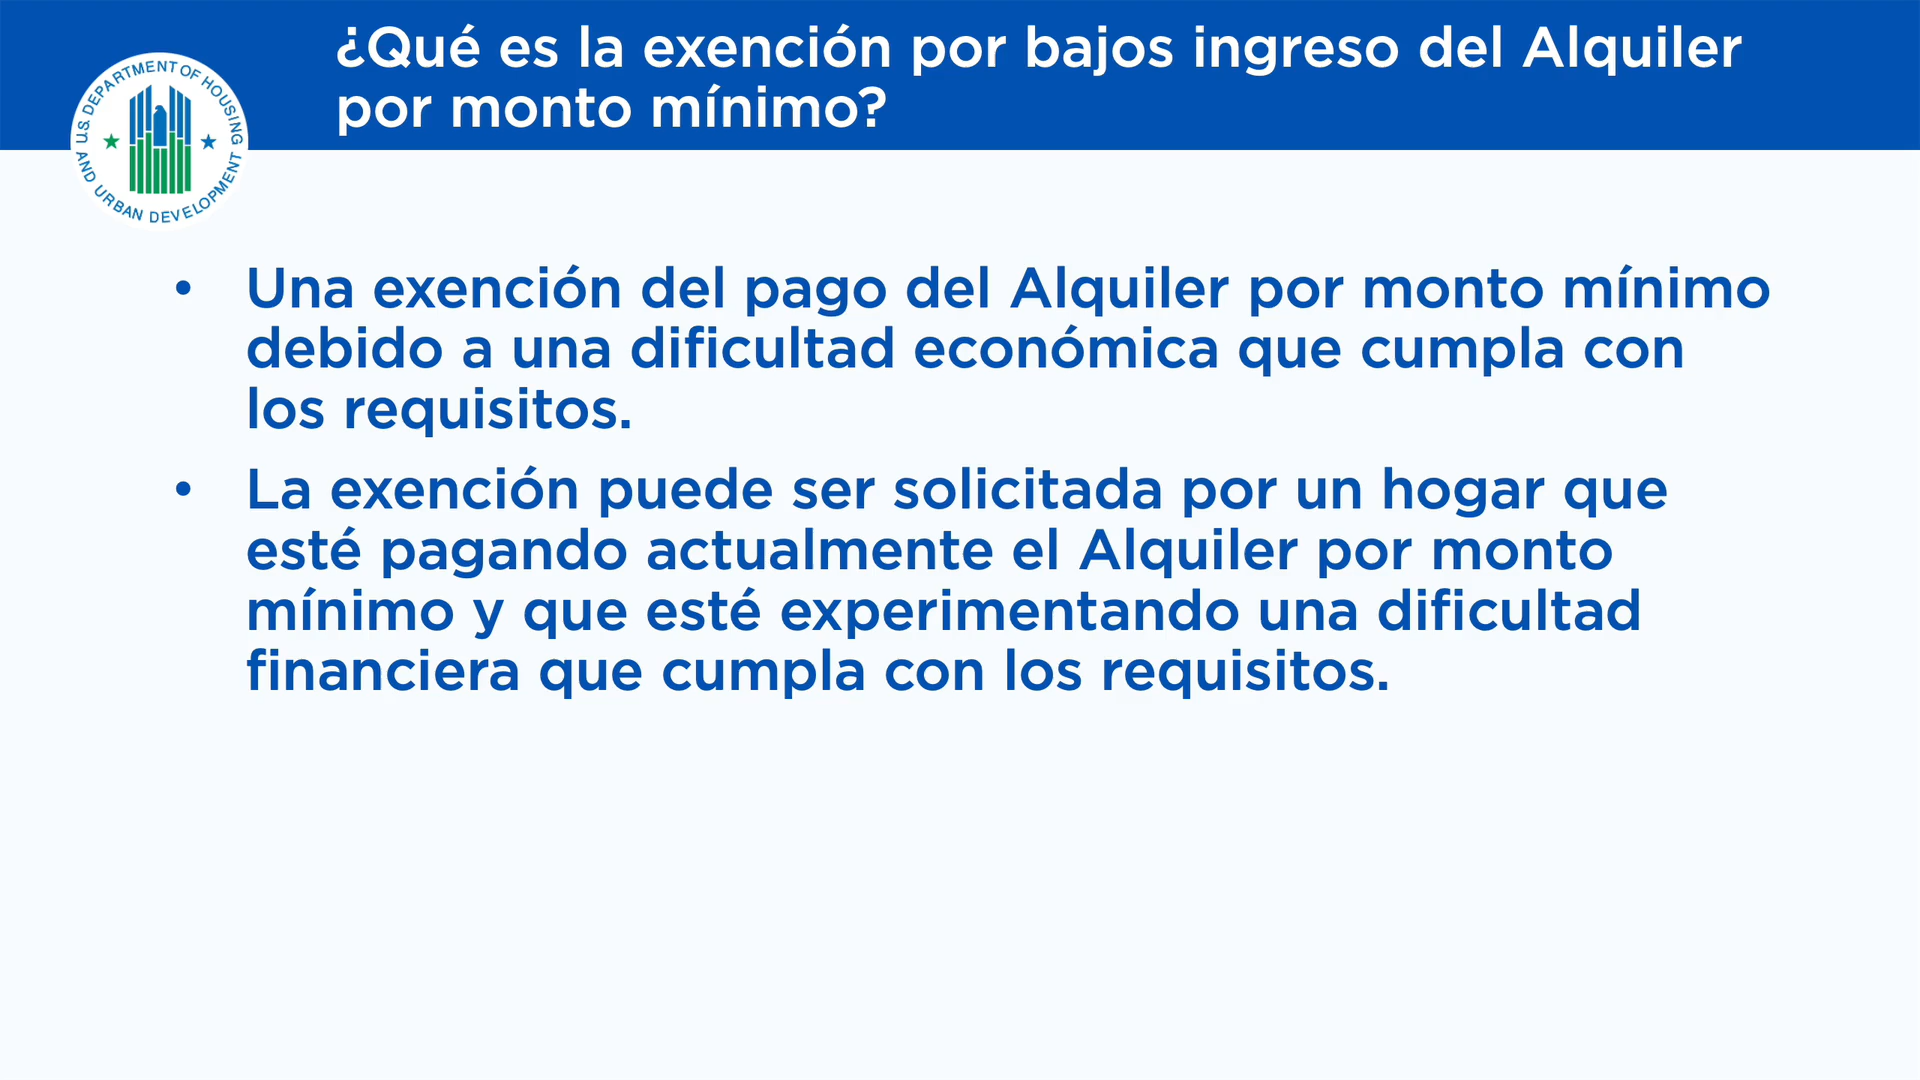 ¿Qué es la exención por bajos ingreso del Alquiler
por monto mínimo?
U.S. DEPARTMENT OF HOUSING
AND URBAN DEVELOPMENT
• Una exención del pago del Alquiler por monto mínimo
debido a una dificultad económica que cumpla con
los requisitos.
• La exención puede ser solicitada por un hogar que
esté pagando actualmente el Alquiler por monto
mínimo y que esté experimentando una dificultad
financiera que cumpla con los requisitos.